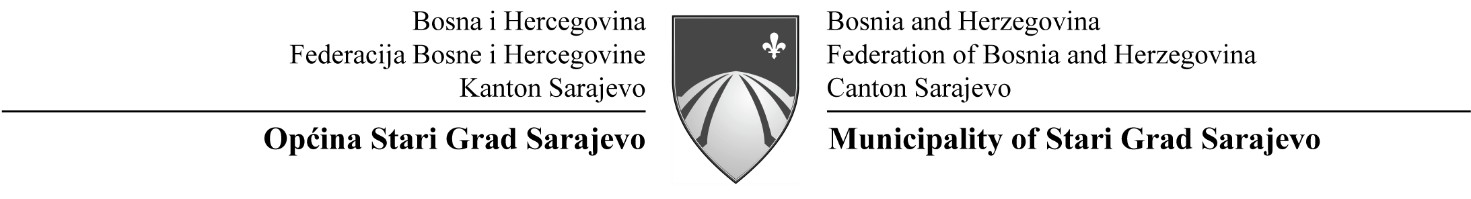 Bosna i Hercegovina
Federacija Bosne i Hercegovine
Kanton Sarajevo
Općina Stari Grad Sarajevo
Bosnia and Herzegovina
Federation of Bosnia and Herzegovina
Canton Sarajevo
Municipality of Stari Grad Sarajevo